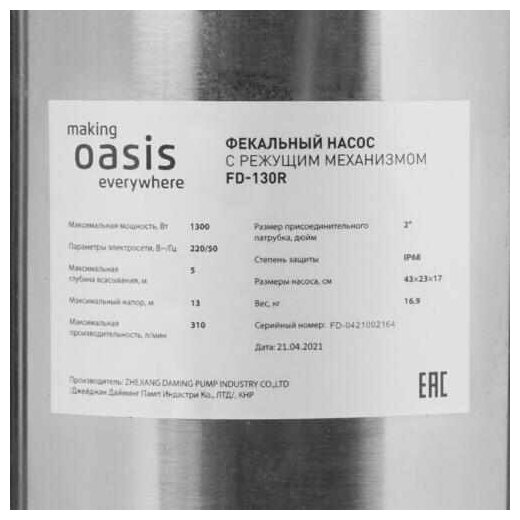 making
oasis
everywhere
ФЕКАЛЬНЫЙ НАСОС
С РЕЖУЩИМ МЕХАНИЗМОМ
FD-130R
Максимальная мощность, Вт 1300
Параметры электросети, В~/Гц 220/50
Максимальная
глубина всасывания, м 5
Максимальный напор, м 13
Максимальная
производительность, л/мин 310
Размер присоединительного
патрубка, дюйм 2"
Степень защиты IP68
Размеры насоса, см 43×23×17
Вес, кг 16,9
Серийный номер: FD-0421002164
Дата: 21.04.2021
Производитель: ZHEJIANG DAMING PUMP INDUSTRY CO.,LTD
(Джейджан Дайминг Памп Индастри Ко., ЛТД/, КНР
EAC